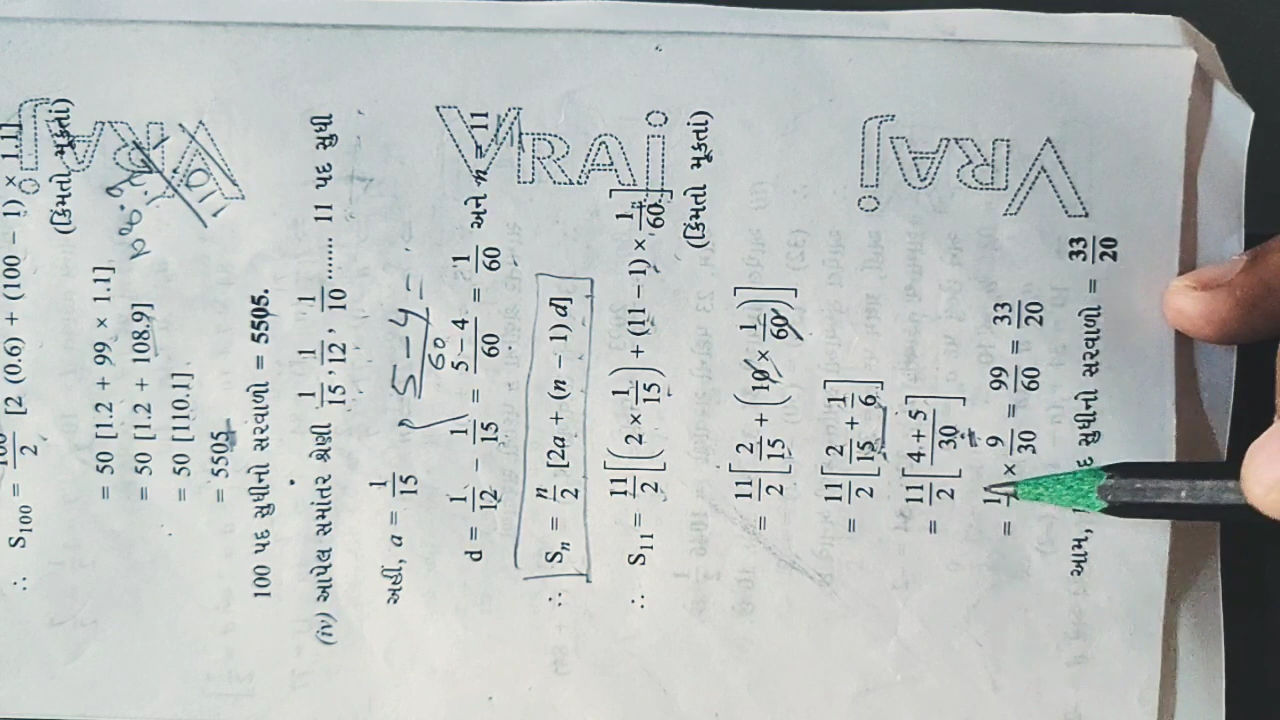 ∴ S₁₀₀ = 100/2 [2 (0.6) + (100 − 1) × 1.1]
(કિંમતો મૂકતાં)
= 50 [1.2 + 99 × 1.1]
= 50 [1.2 + 108.9]
= 50 [110.1]
= 5505
100 પદ સુધીનો સરવાળો = 5505.
(iv) આપેલ સમાંતર શ્રેણી 1/15, 1/12, 1/10 ........ 11 પદ સુધી
અહીં, a = 1/15
5 − 4 / 60 =
d = 1/12 − 1/15 = 5 − 4/60 = 1/60 અને n = 11
∴ Sₙ = n/2 [2a + (n − 1) d]
∴ S₁₁ = 11/2 [(2 × 1/15) + (11 − 1) × 1/60]
(કિંમતો મૂકતાં)
= 11/2 [2/15 + (10 × 1/60)]
= 11/2 [2/15 + 1/6]
= 11/2 [4 + 5/30]
= × 9/30 = 99/60 = 33/20
આમ, સુધીનો સરવાળો = 33/20
VRAj
VRAj
VRAj